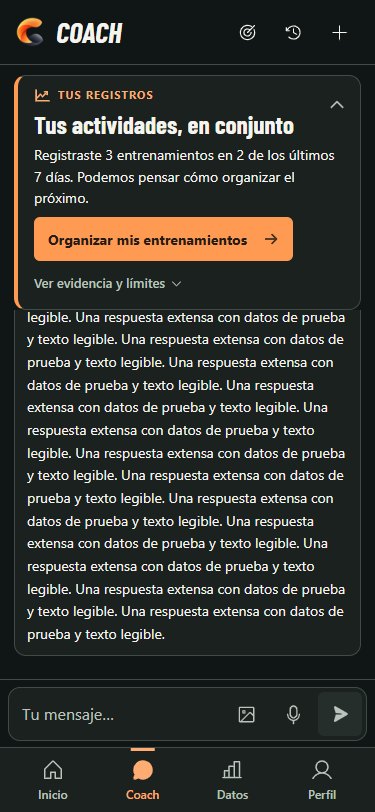 COACH
TUS REGISTROS
Tus actividades, en conjunto
Registraste 3 entrenamientos en 2 de los últimos
7 días. Podemos pensar cómo organizar el
próximo.
Organizar mis entrenamientos
Ver evidencia y límites
legible. Una respuesta extensa con datos de prueba
y texto legible. Una respuesta extensa con datos de
prueba y texto legible. Una respuesta extensa con
datos de prueba y texto legible. Una respuesta
extensa con datos de prueba y texto legible. Una
respuesta extensa con datos de prueba y texto
legible. Una respuesta extensa con datos de prueba
y texto legible. Una respuesta extensa con datos de
prueba y texto legible. Una respuesta extensa con
datos de prueba y texto legible. Una respuesta
extensa con datos de prueba y texto legible. Una
respuesta extensa con datos de prueba y texto
legible. Una respuesta extensa con datos de prueba
y texto legible. Una respuesta extensa con datos de
prueba y texto legible.
Tu mensaje...
Inicio
Coach
Datos
Perfil